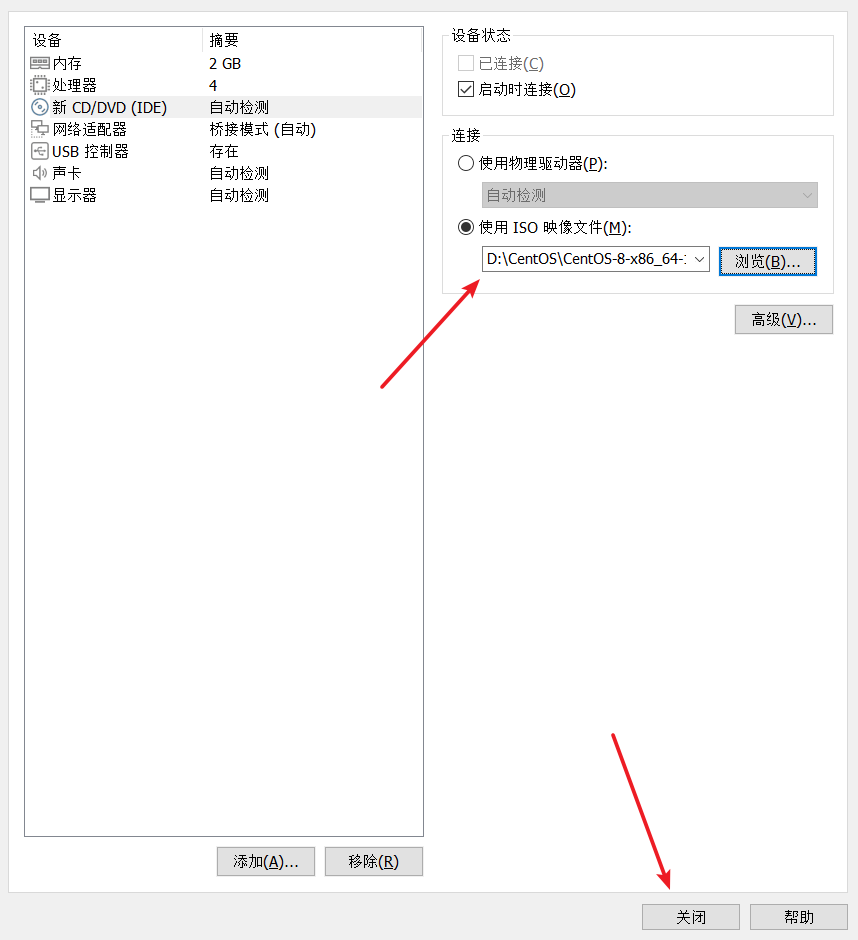 设备 摘要
内存 2 GB
处理器 4
新 CD/DVD (IDE) 自动检测
网络适配器 桥接模式 (自动)
USB 控制器 存在
声卡 自动检测
显示器 自动检测
添加(A)... 移除(R)
设备状态
已连接(C)
启动时连接(O)
连接
使用物理驱动器(P):
自动检测
使用 ISO 映像文件(M):
D:\CentOS\CentOS-8-x86_64- 浏览(B)...
高级(V)...
关闭 帮助